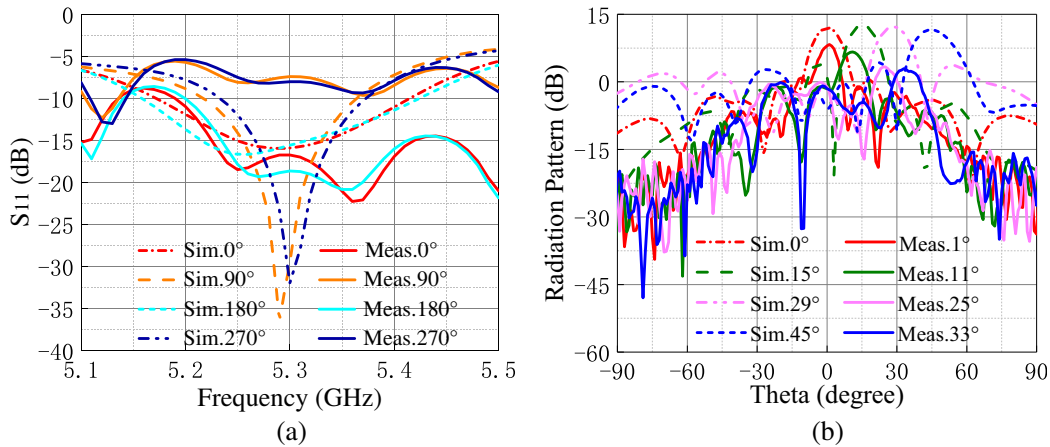 0
-5
-10
-15
-20
-25
-30
-35
-40
S11 (dB)
Sim.0° Meas.0°
Sim.90° Meas.90°
Sim.180° Meas.180°
Sim.270° Meas.270°
5.1 5.2 5.3 5.4 5.5
Frequency (GHz)
(a)
15
0
-15
-30
-45
-60
Radiation Pattern (dB)
Sim.0° Meas.1°
Sim.15° Meas.11°
Sim.29° Meas.25°
Sim.45° Meas.33°
-90 -60 -30 0 30 60 90
Theta (degree)
(b)